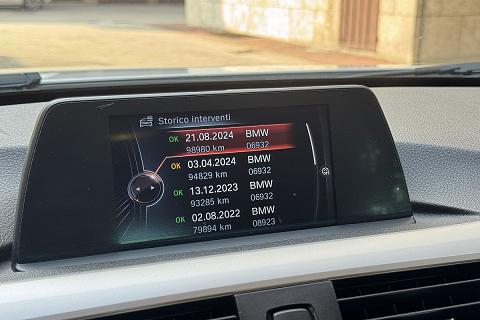 Storico interventi
OK 21.08.2024 BMW
98980 km 06932
OK 03.04.2024 BMW
94829 km 06932
OK 13.12.2023 BMW
93285 km 06932
OK 02.08.2022 BMW
79894 km 08923